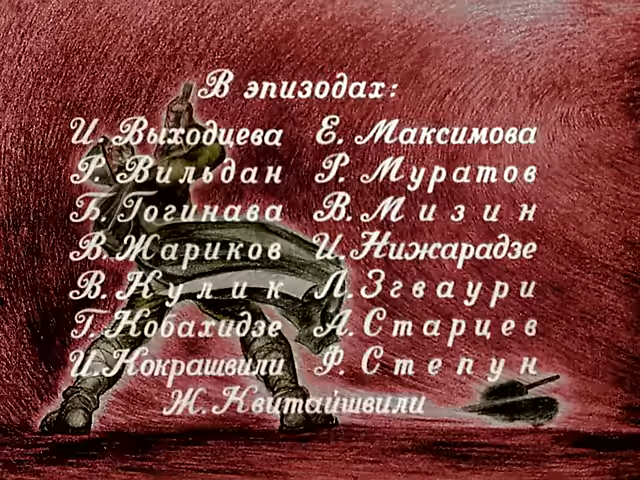 В эпизодах:
И. Выходцева Е. Максимова
Р. Вильдан Р. Муратов
Б. Гогинава В. Мизин
В. Жариков И. Нижарадзе
В. Кулик Л. Згваури
Г. Кобахидзе А. Старцев
И. Кокрашвили Ф. Степун
Ж. Квитайшвили